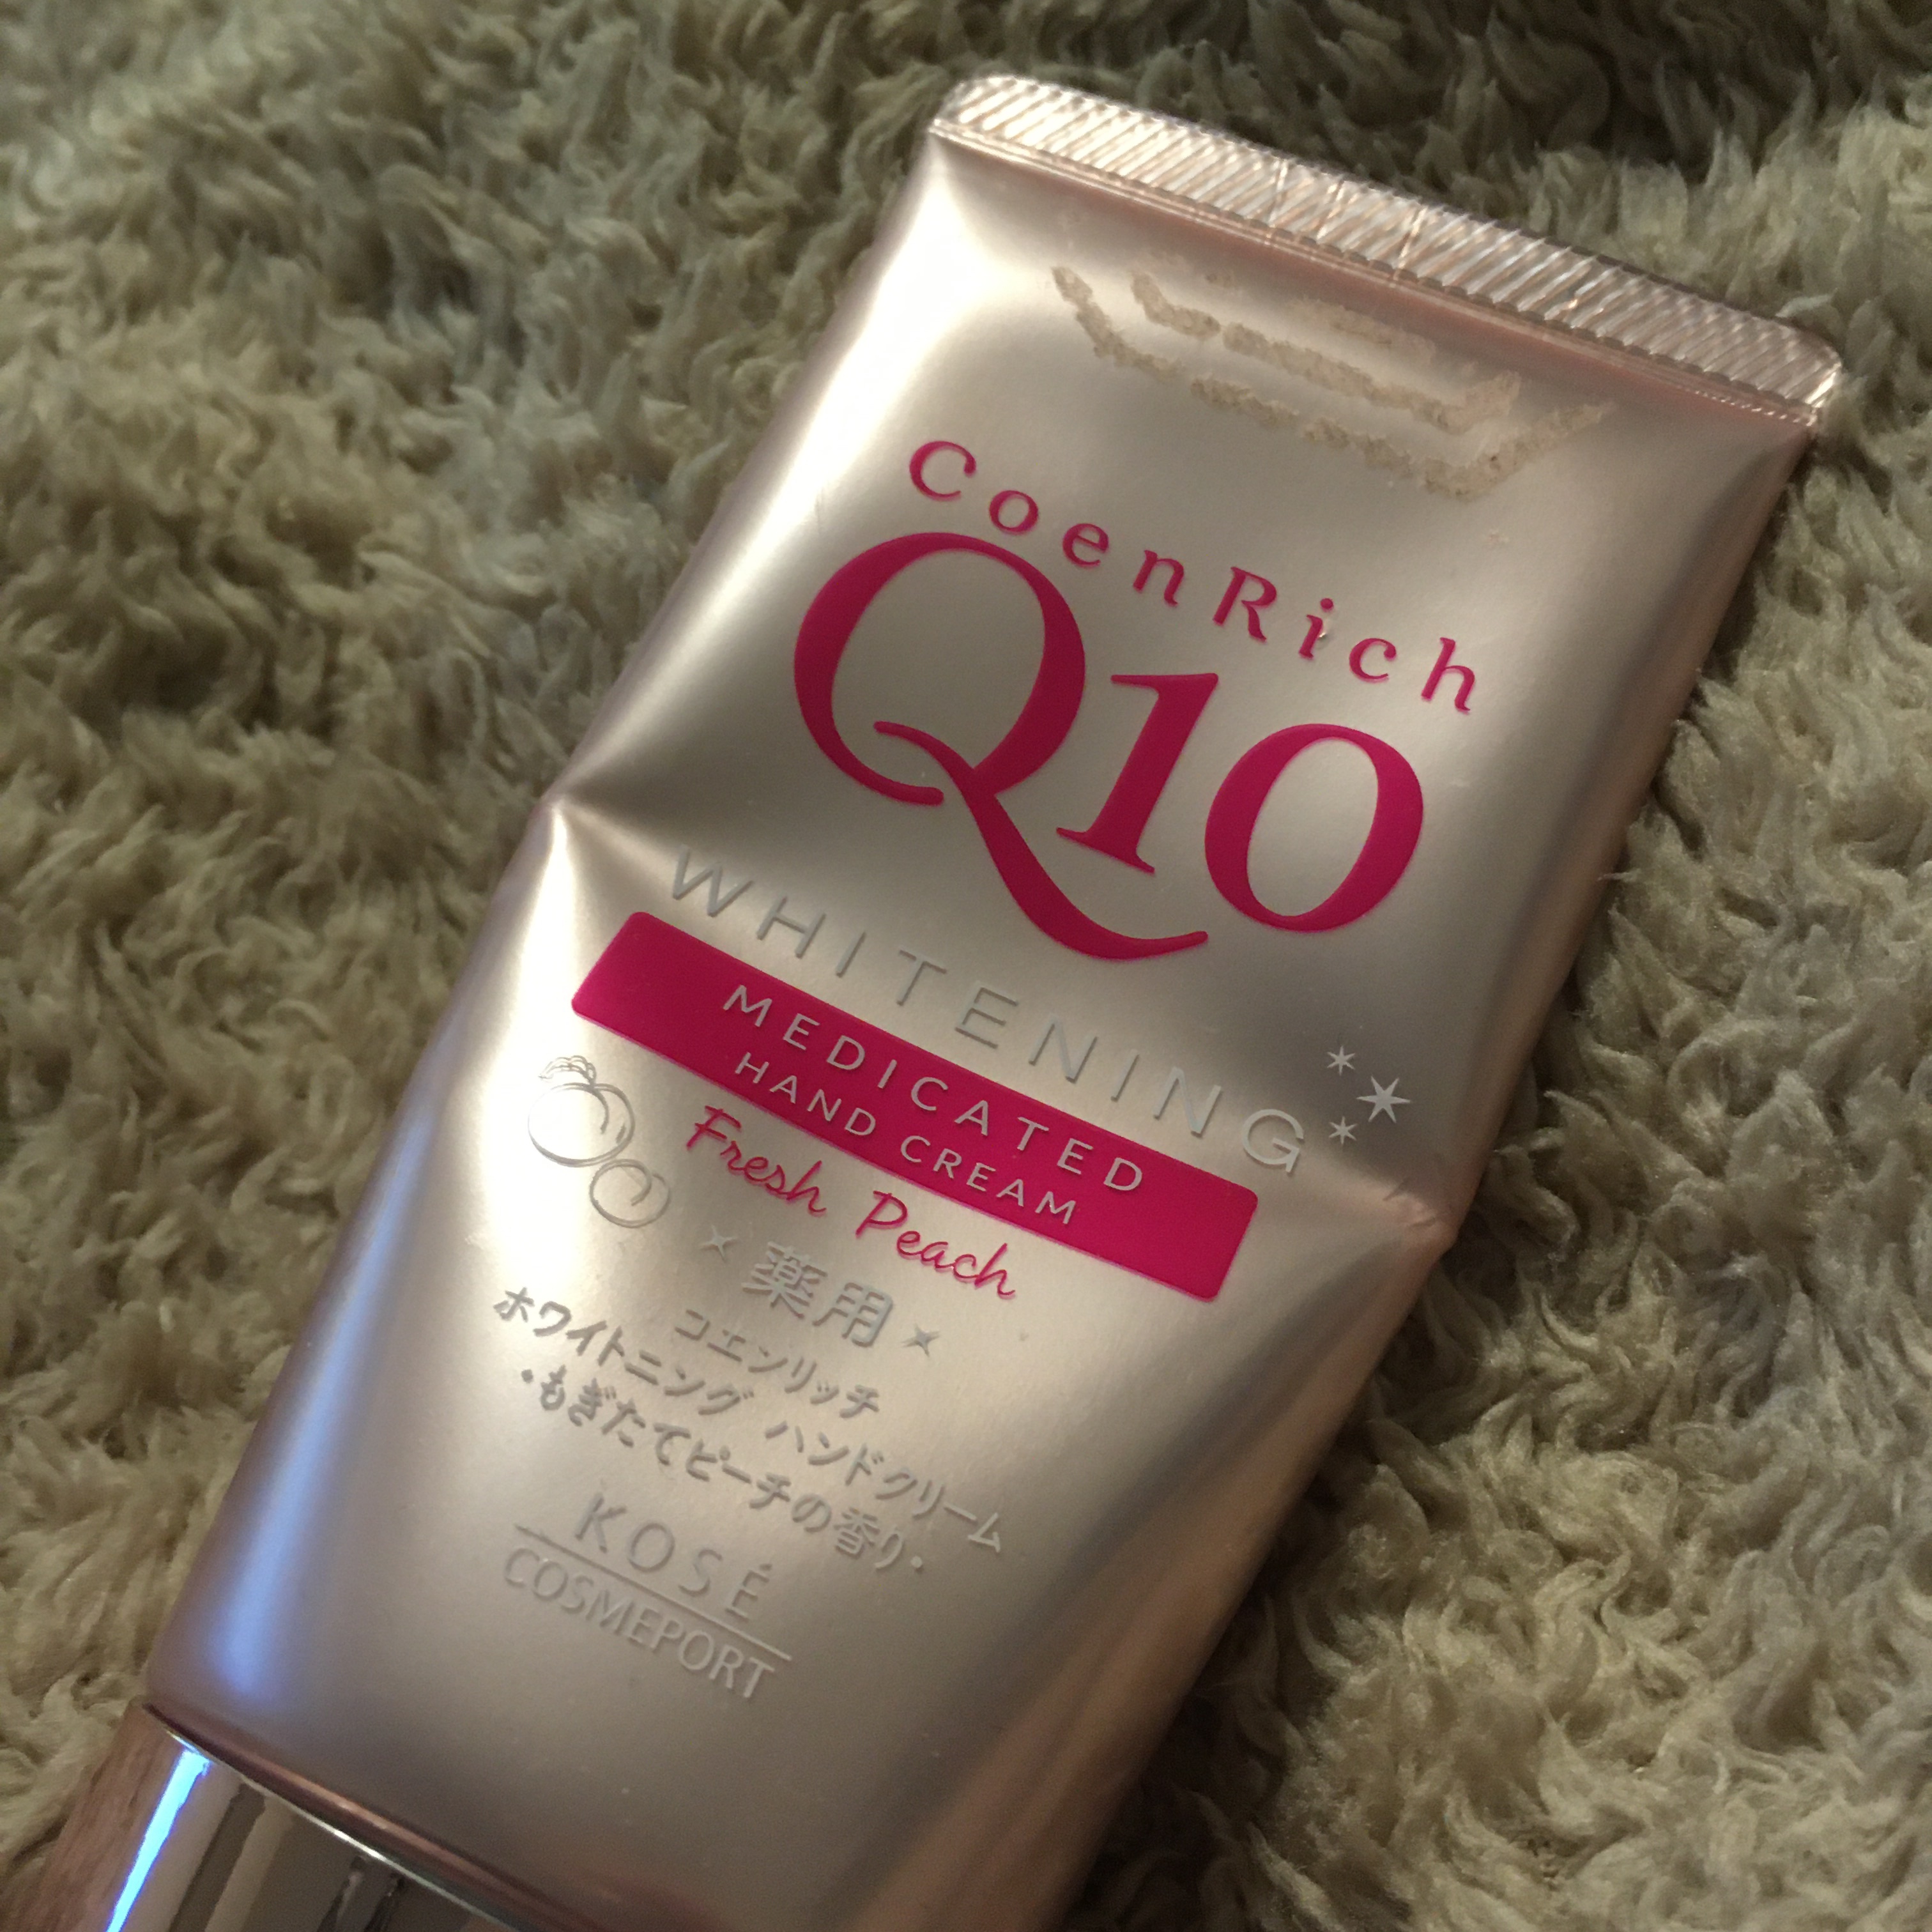 CoenRich
Q10
WHITENING
MEDICATED
HAND CREAM
Fresh Peach
薬用
コエンリッチ
ホワイトニング ハンドクリーム
・もぎたてピーチの香り・
KOSÉ
COSMEPORT